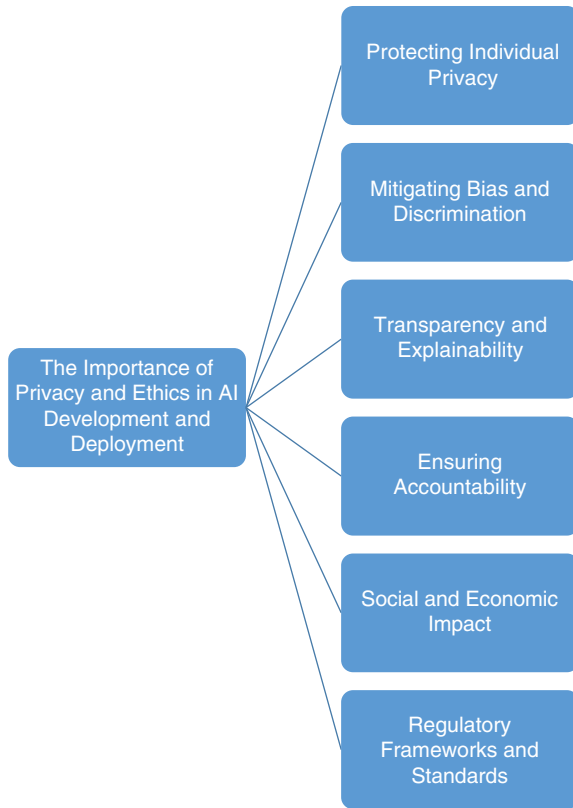 Protecting Individual
Privacy
Mitigating Bias and
Discrimination
Transparency and
Explainability
The Importance of
Privacy and Ethics in AI
Development and
Deployment
Ensuring
Accountability
Social and Economic
Impact
Regulatory
Frameworks and
Standards